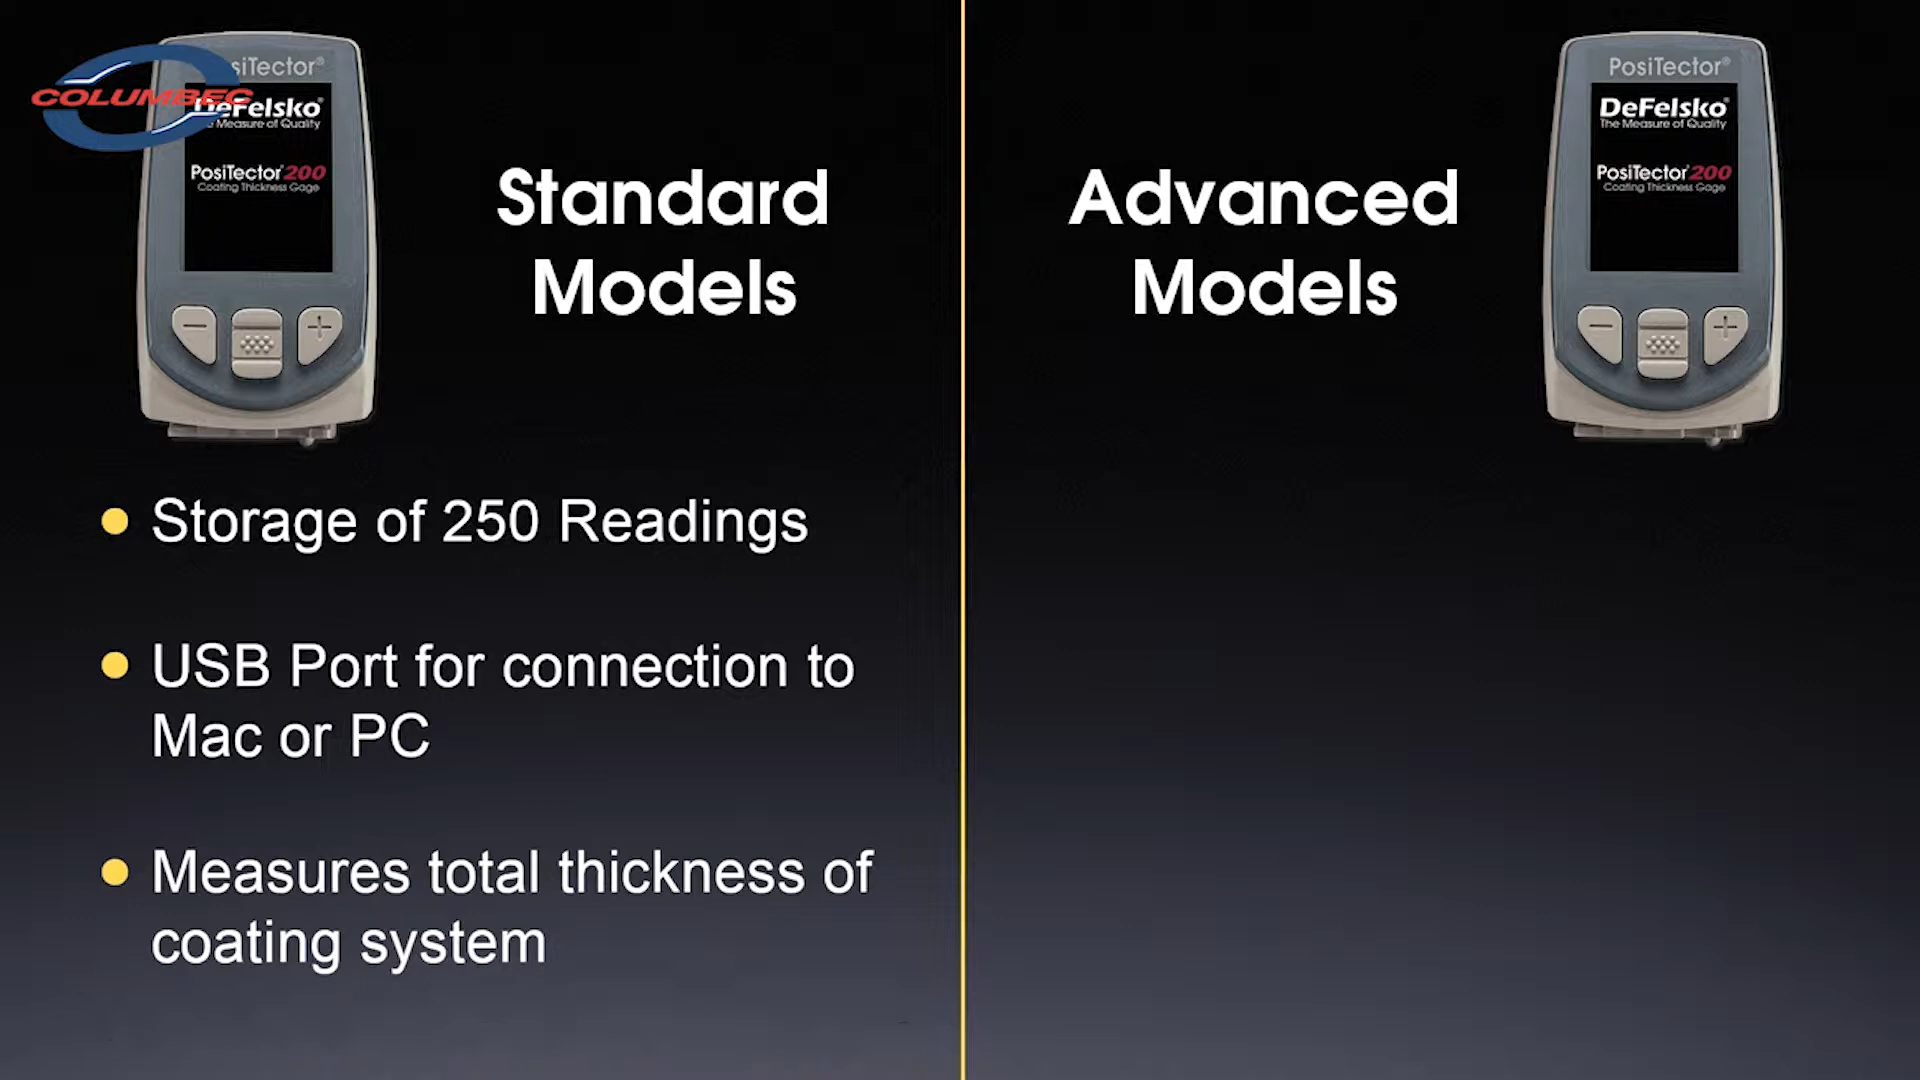 COLUMBEC
siTector®
DeFelsko®
The Measure of Quality
PosiTector®200
Coating Thickness Gage
Standard
Models
Storage of 250 Readings
USB Port for connection to
Mac or PC
Measures total thickness of
coating system
Advanced
Models
PosiTector®
DeFelsko®
The Measure of Quality
PosiTector®200
Coating Thickness Gage